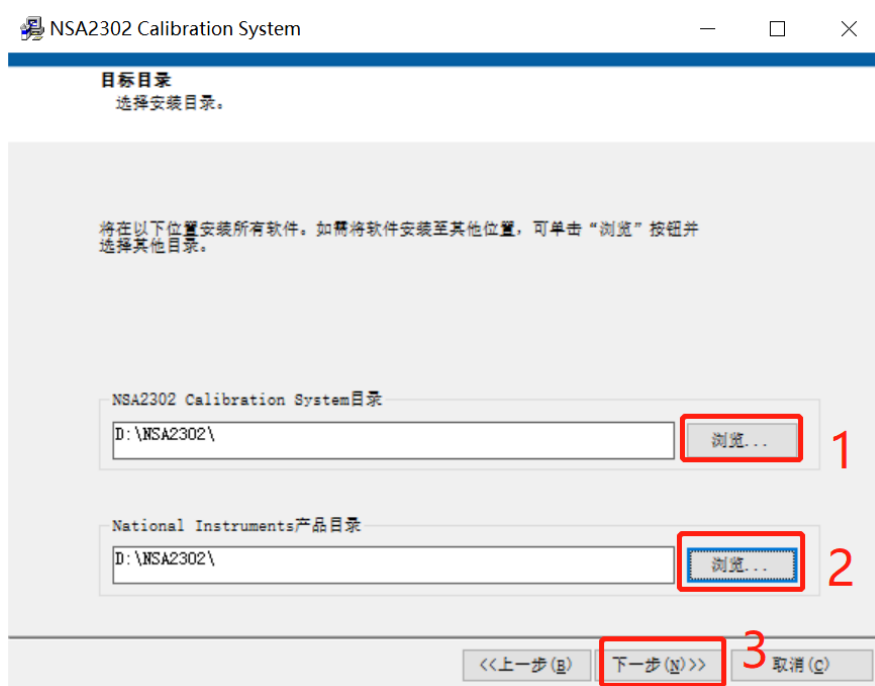 NSA2302 Calibration System
目标目录
选择安装目录。
将在以下位置安装所有软件。如需将软件安装至其他位置，可单击“浏览”按钮并
选择其他目录。
NSA2302 Calibration System目录
D:\NSA2302\
浏览...
1
National Instruments产品目录
D:\NSA2302\
浏览...
2
<<上一步(B)
下一步(N)>>
3
取消(C)